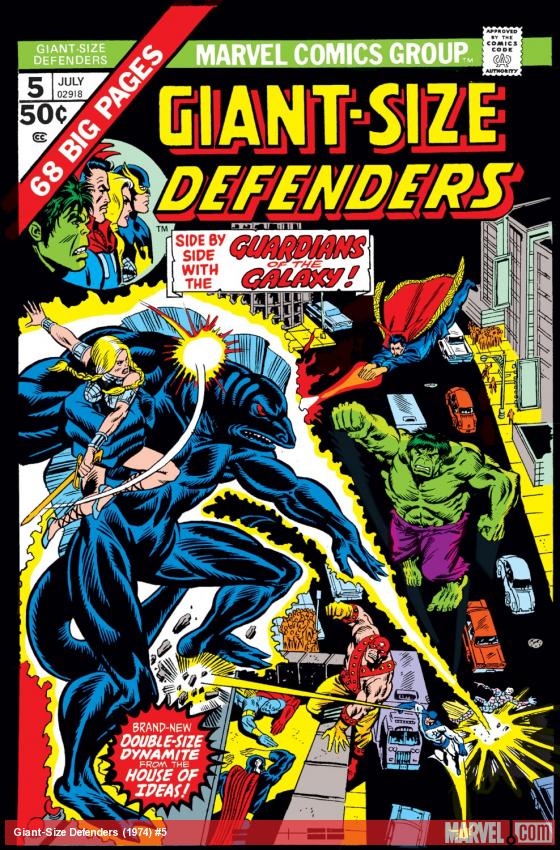 GIANT-SIZE
DEFENDERS
MARVEL COMICS GROUP™
APPROVED
BY THE
COMICS
CODE
AUTHORITY
5
JULY
02918
50¢
CC
68 BIG PAGES
GIANT-SIZE
DEFENDERS
TM
SIDE BY
SIDE
WITH
THE
GUARDIANS
OF THE
GALAXY!
BRAND-NEW
DOUBLE-SIZE
DYNAMITE
FROM THE
HOUSE OF
IDEAS!
Giant-Size Defenders (1974) #5
MARVEL.com